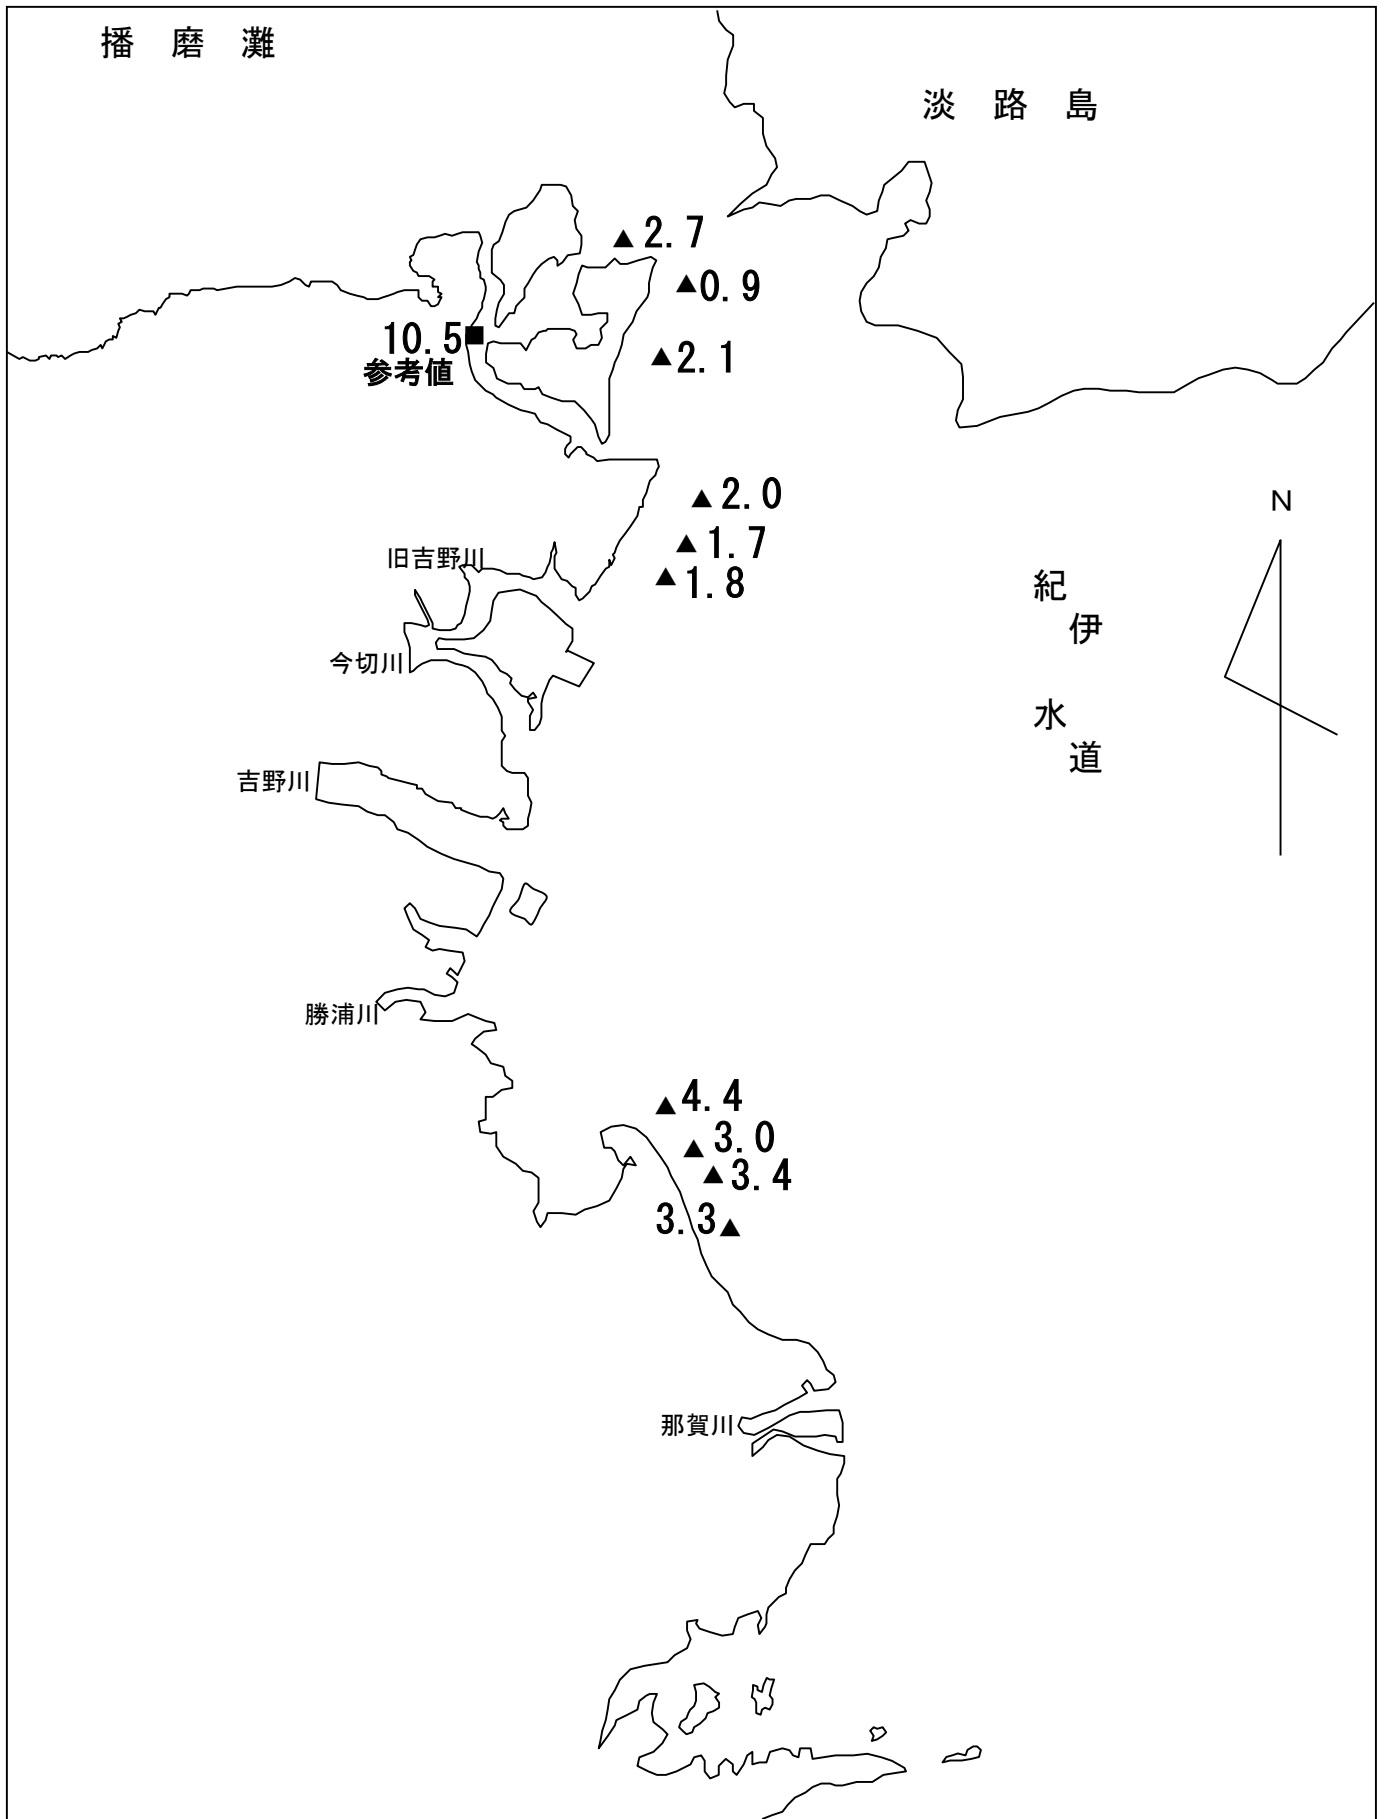 播 磨 灘
淡 路 島
▲2.7
▲0.9
10.5■
参考値
▲2.1
▲2.0
N
▲1.7
旧吉野川
▲1.8
紀
伊
今切川
水
道
吉野川
勝浦川
▲4.4
▲3.0
▲3.4
3.3▲
那賀川